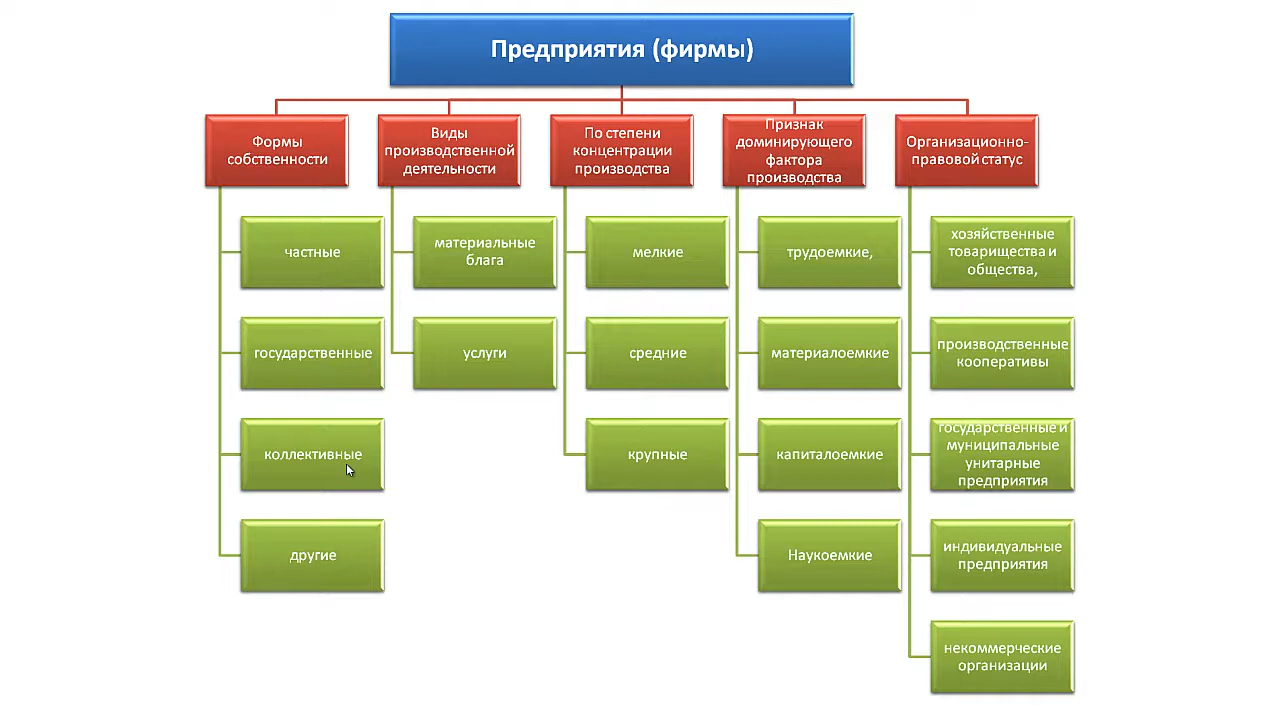 Предприятия (фирмы)
Формы
собственности
частные
государственные
коллективные
другие
Виды
производственной
деятельности
материальные
блага
услуги
По степени
концентрации
производства
мелкие
средние
крупные
Признак
доминирующего
фактора
производства
трудоемкие,
материалоемкие
капиталоемкие
Наукоемкие
Организационно-
правовой статус
хозяйственные
товарищества и
общества,
производственные
кооперативы
государственные и
муниципальные
унитарные
предприятия
индивидуальные
предприятия
некоммерческие
организации